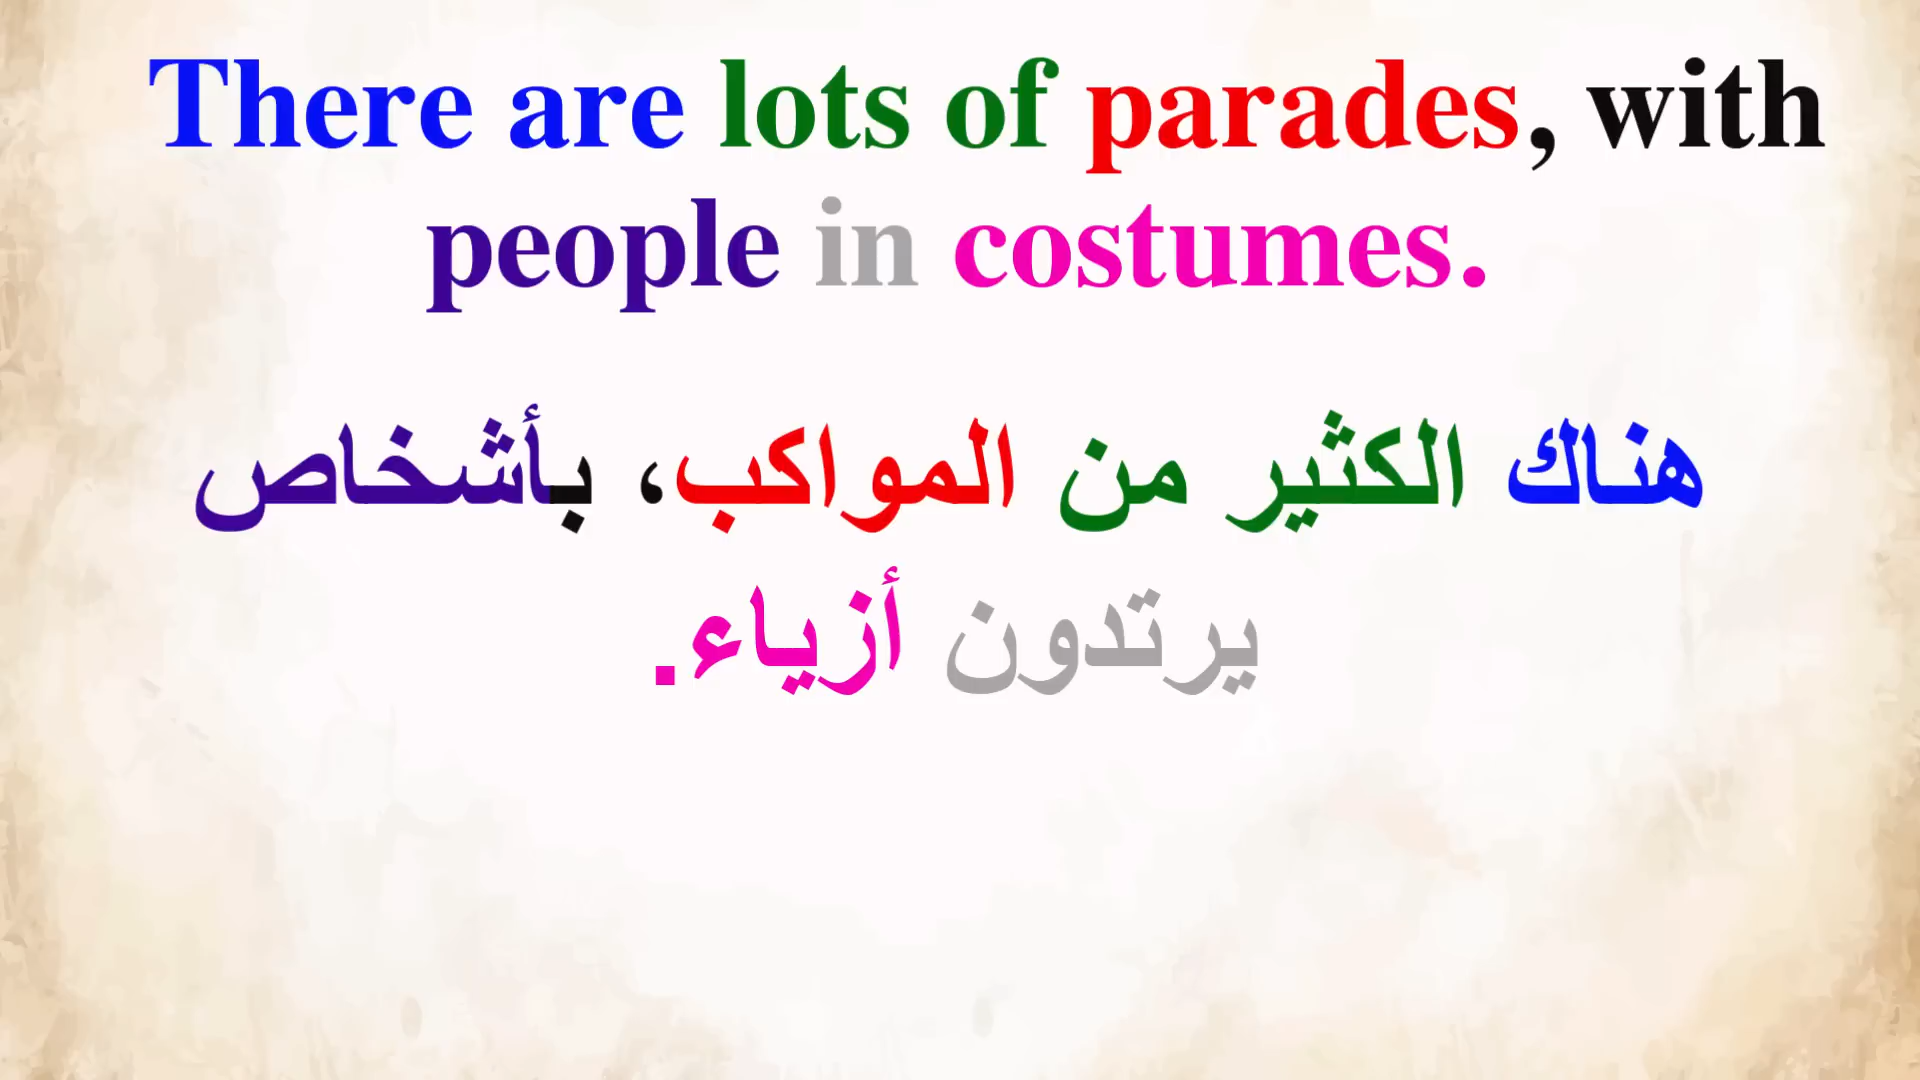 There are lots of parades, with
people in costumes.
هناك الكثير من المواكب، بأشخاص
يرتدون أزياء.